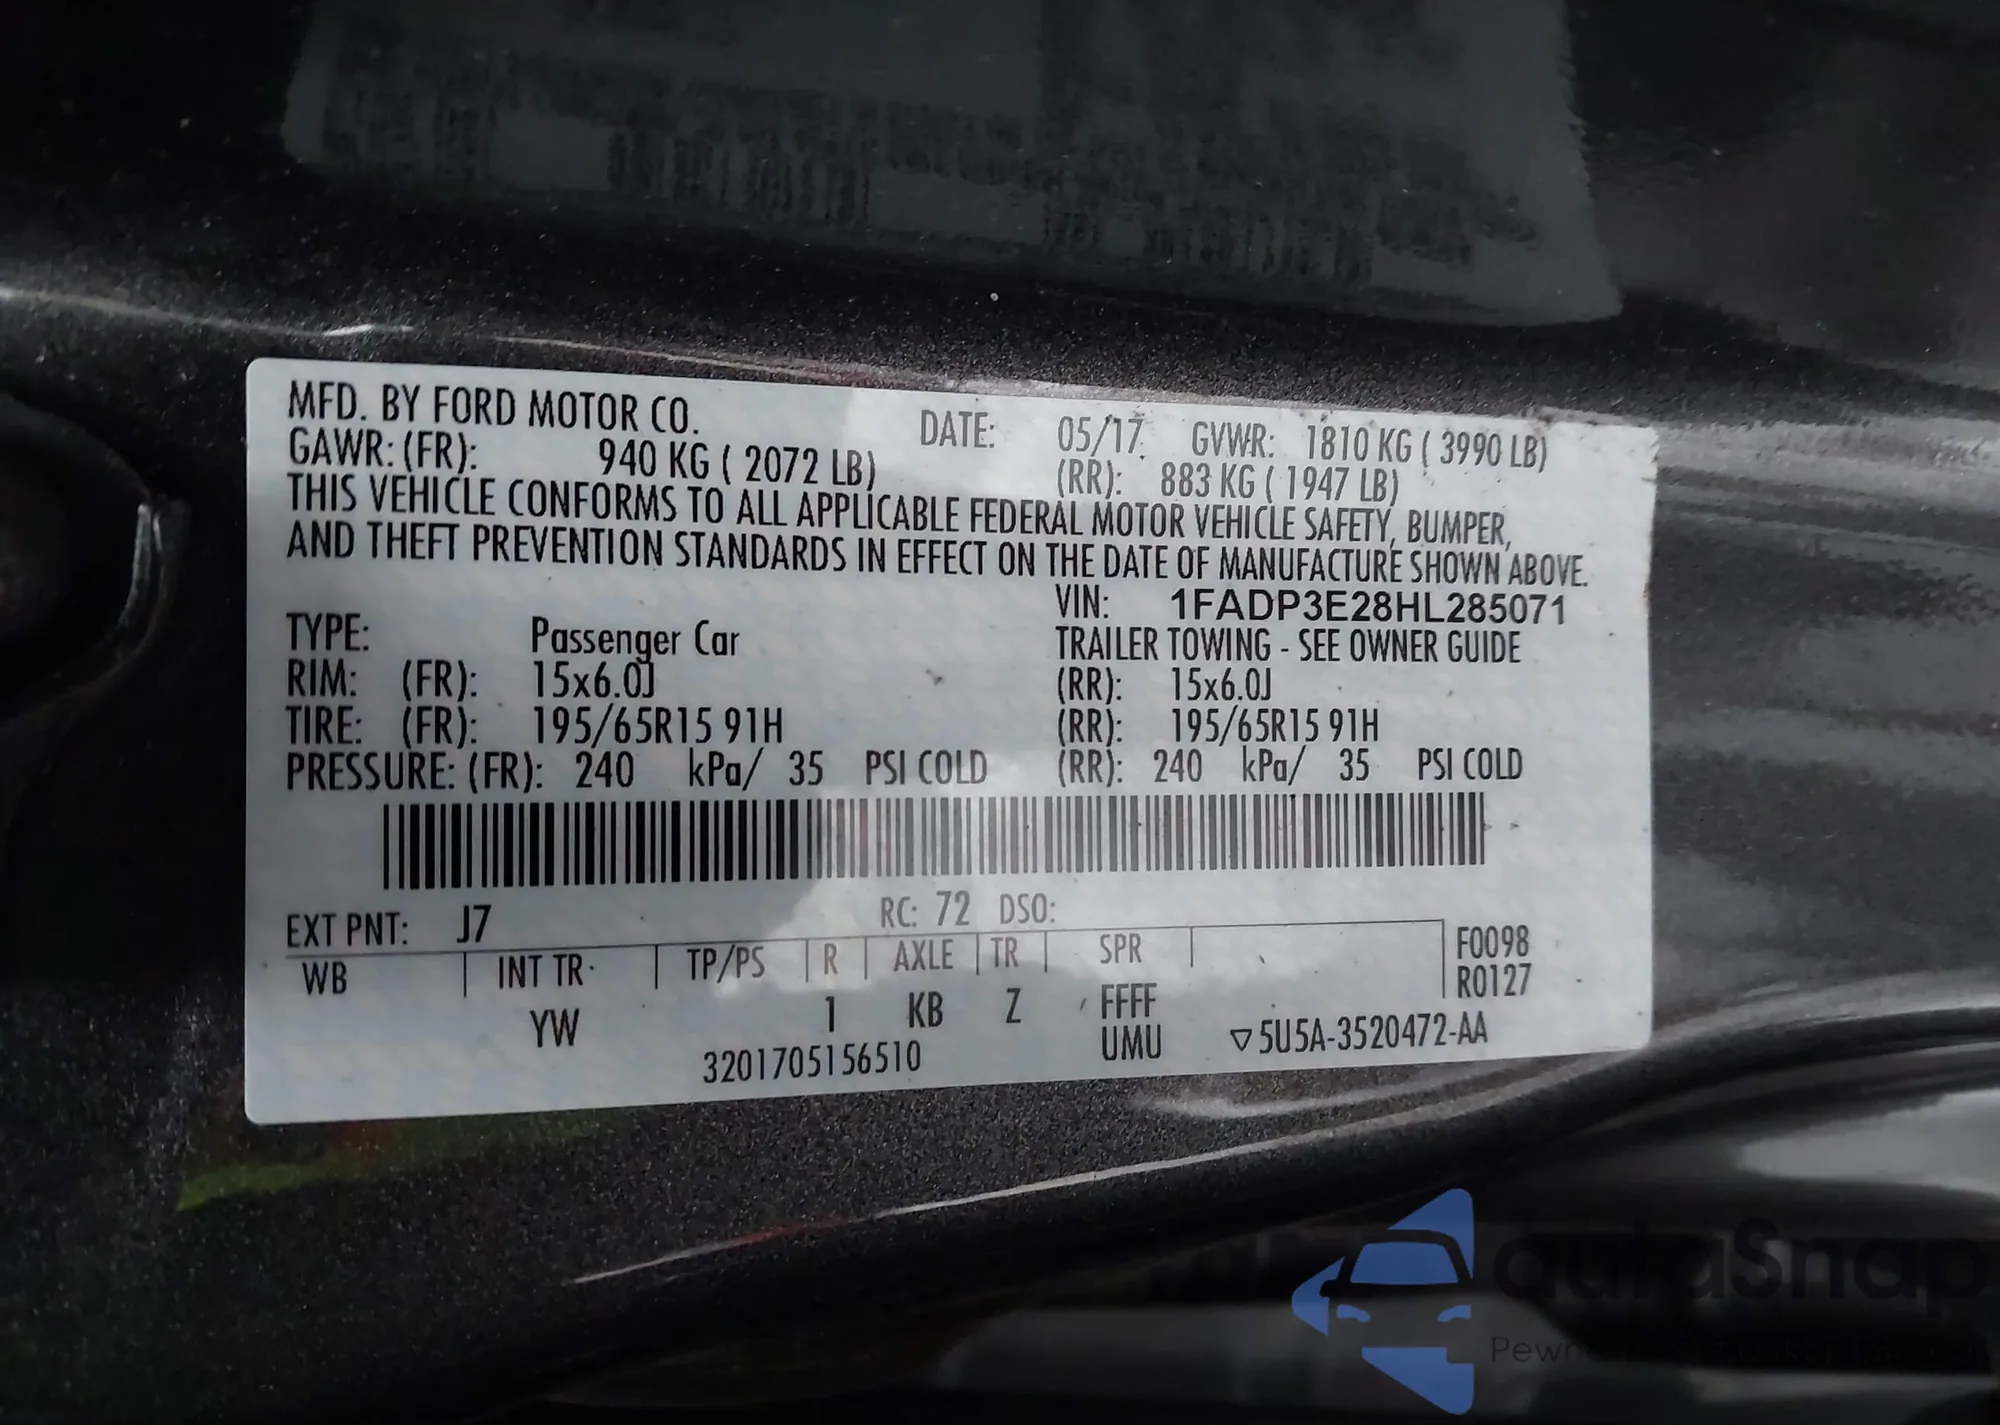 MFD. BY FORD MOTOR CO. DATE: 05/17 GVWR: 1810 KG ( 3990 LB)
GAWR: (FR): 940 KG ( 2072 LB) (RR): 883 KG ( 1947 LB)
THIS VEHICLE CONFORMS TO ALL APPLICABLE FEDERAL MOTOR VEHICLE SAFETY, BUMPER,
AND THEFT PREVENTION STANDARDS IN EFFECT ON THE DATE OF MANUFACTURE SHOWN ABOVE.
VIN: 1FADP3E28HL285071
TYPE: Passenger Car TRAILER TOWING - SEE OWNER GUIDE
RIM: (FR): 15x6.0J (RR): 15x6.0J
TIRE: (FR): 195/65R15 91H (RR): 195/65R15 91H
PRESSURE: (FR): 240 kPa/ 35 PSI COLD (RR): 240 kPa/ 35 PSI COLD
EXT PNT: J7 RC: 72 DSO:
WB INT TR TP/PS R AXLE TR SPR F0098
R0127
YW 1 KB Z FFFF
UMU
3201705156510 ▽5U5A-3520472-AA
autaSnap